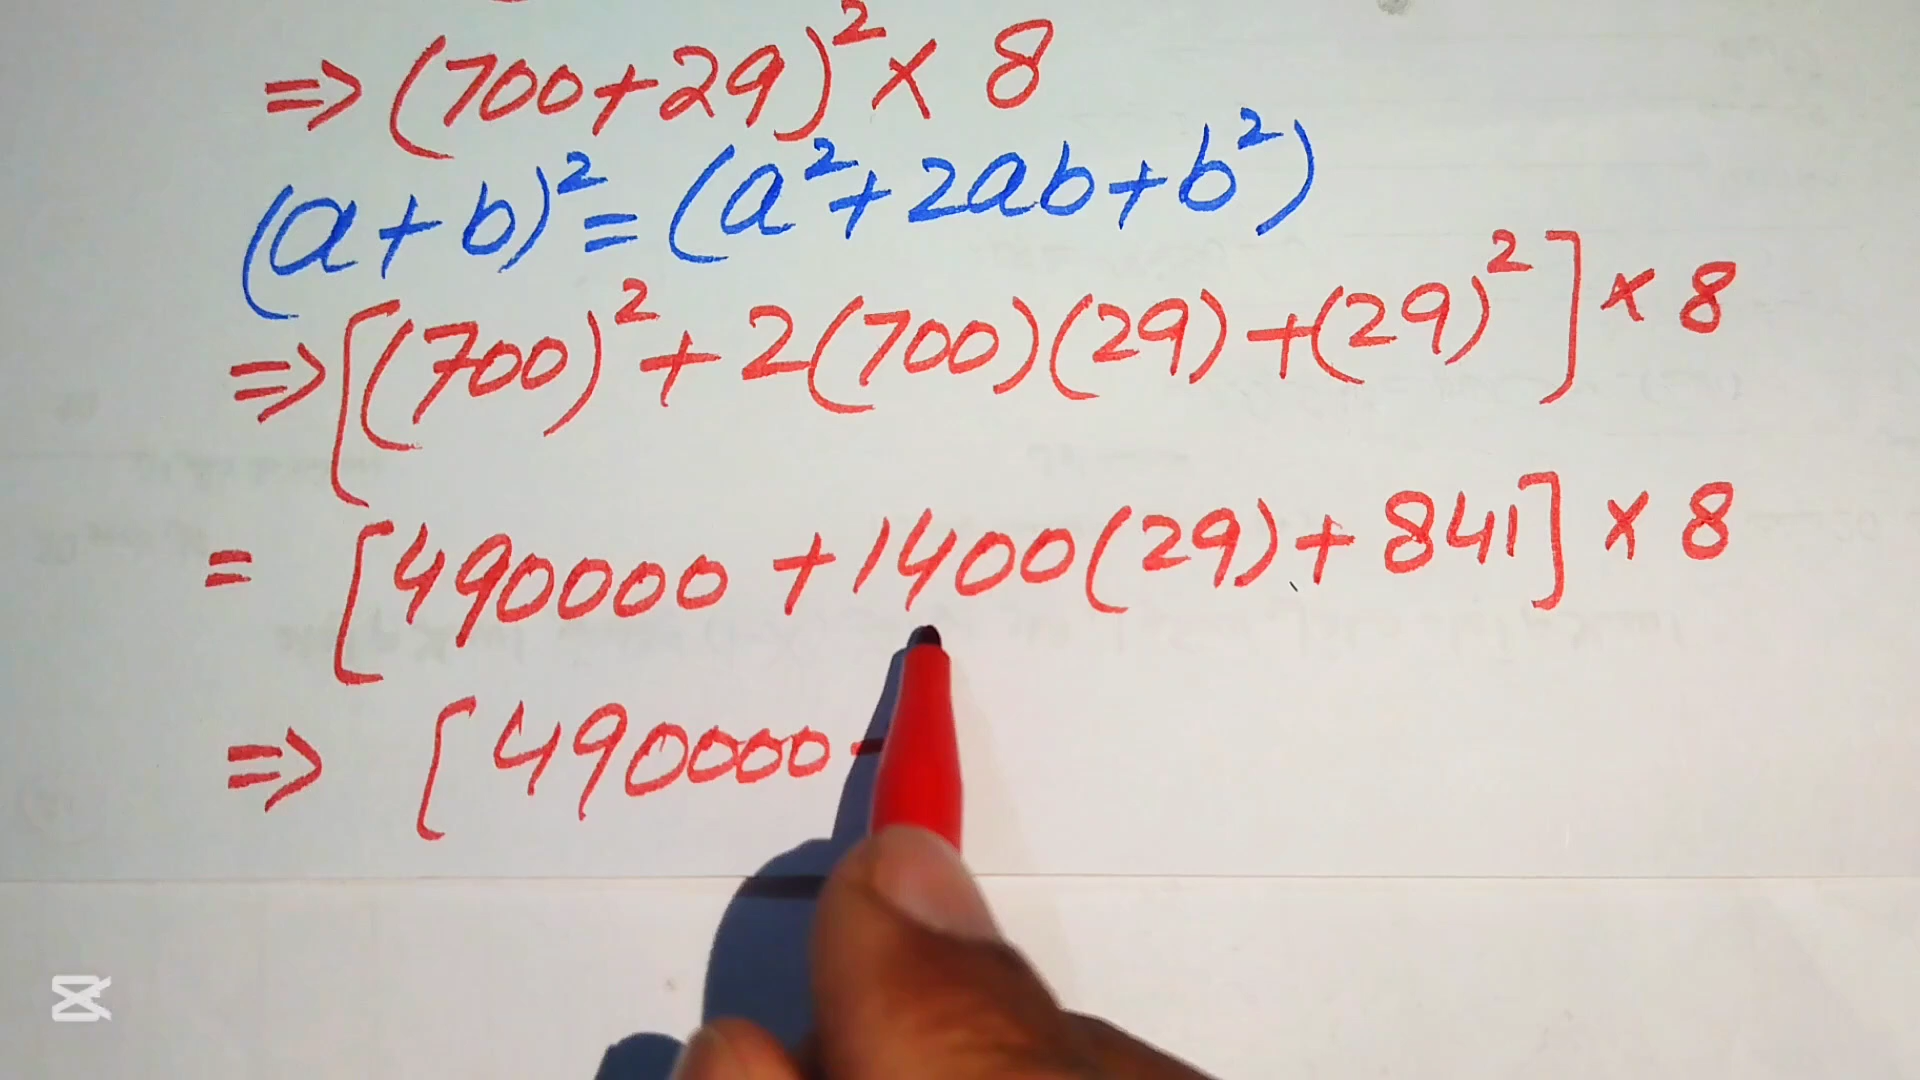 ⇒ (700+29)² × 8
(a+b)² = (a²+2ab+b²)
⇒ [(700)² + 2(700)(29) + (29)²] × 8
= [490000 + 1400(29) + 841] × 8
⇒ [490000